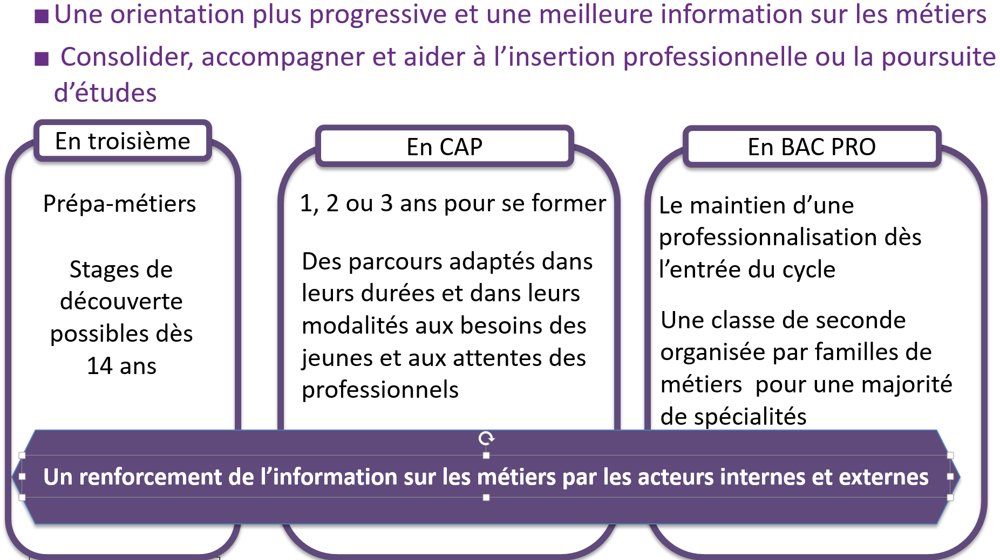 ■ Une orientation plus progressive et une meilleure information sur les métiers
■ Consolider, accompagner et aider à l’insertion professionnelle ou la poursuite
d’études
En troisième
Prépa-métiers
Stages de
découverte
possibles dès
14 ans
En CAP
1, 2 ou 3 ans pour se former
Des parcours adaptés dans
leurs durées et dans leurs
modalités aux besoins des
jeunes et aux attentes des
professionnels
En BAC PRO
Le maintien d’une
professionnalisation dès
l’entrée du cycle
Une classe de seconde
organisée par familles de
métiers  pour une majorité
de spécialités
Un renforcement de l’information sur les métiers par les acteurs internes et externes